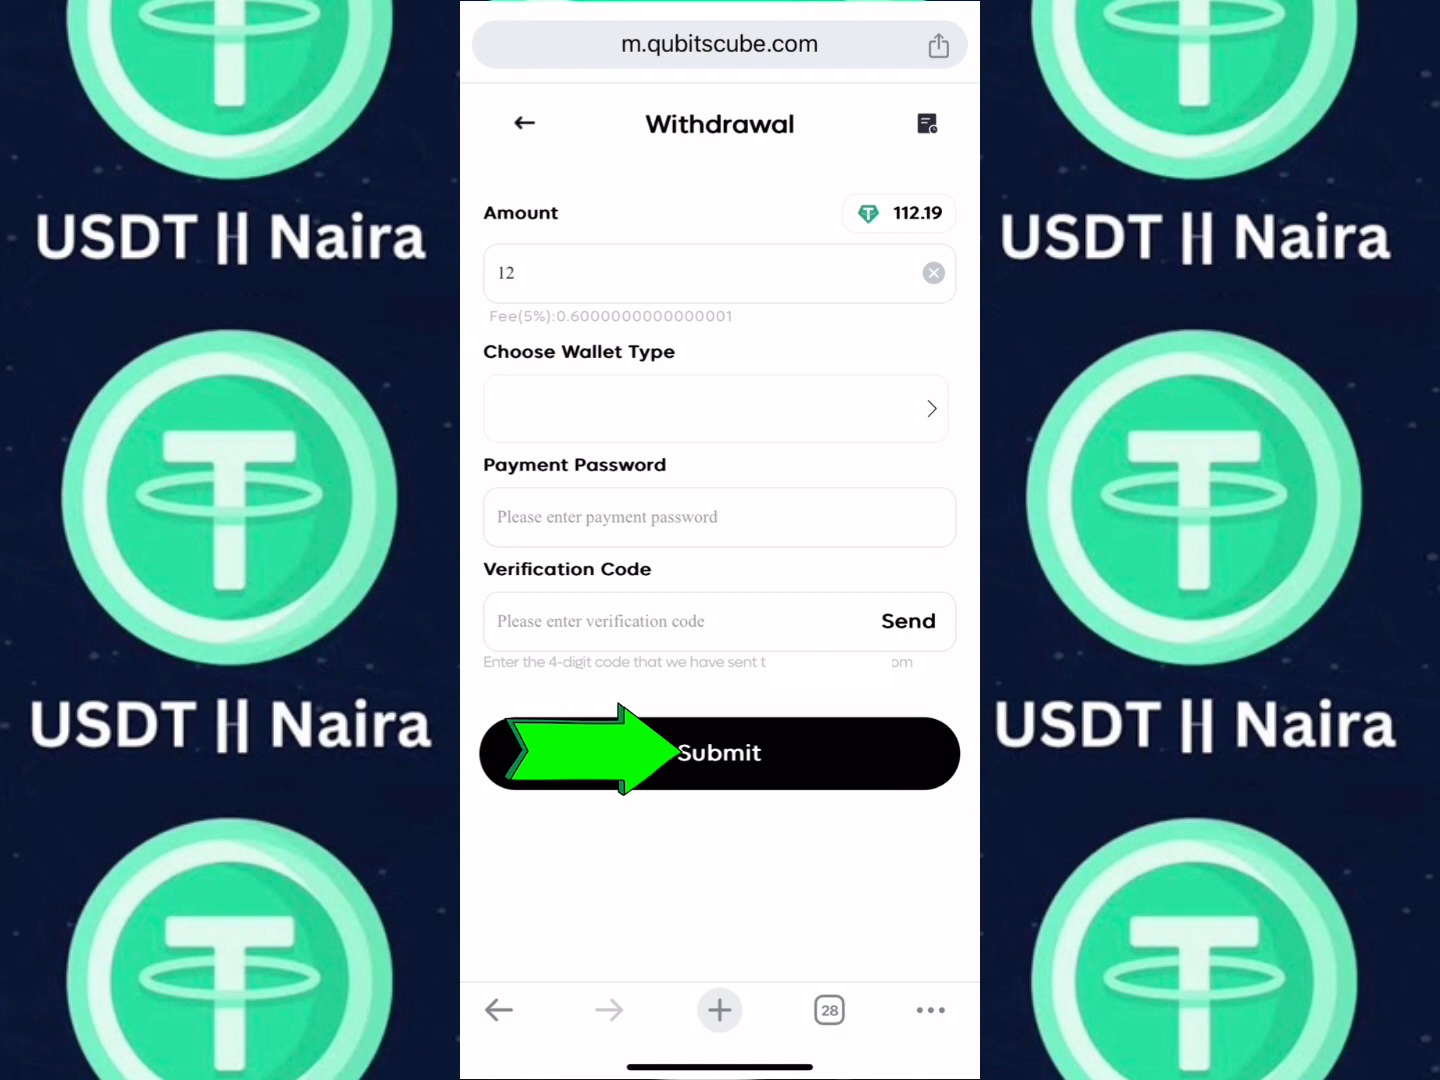 m.qubitscube.com
Withdrawal
Amount
112.19
12
Fee(5%):0.6000000000000001
Choose Wallet Type
Payment Password
Please enter payment password
Verification Code
Please enter verification code
Send
Enter the 4-digit code that we have sent t
om
Submit
28
USDT || Naira
USDT || Naira
USDT || Naira
USDT || Naira